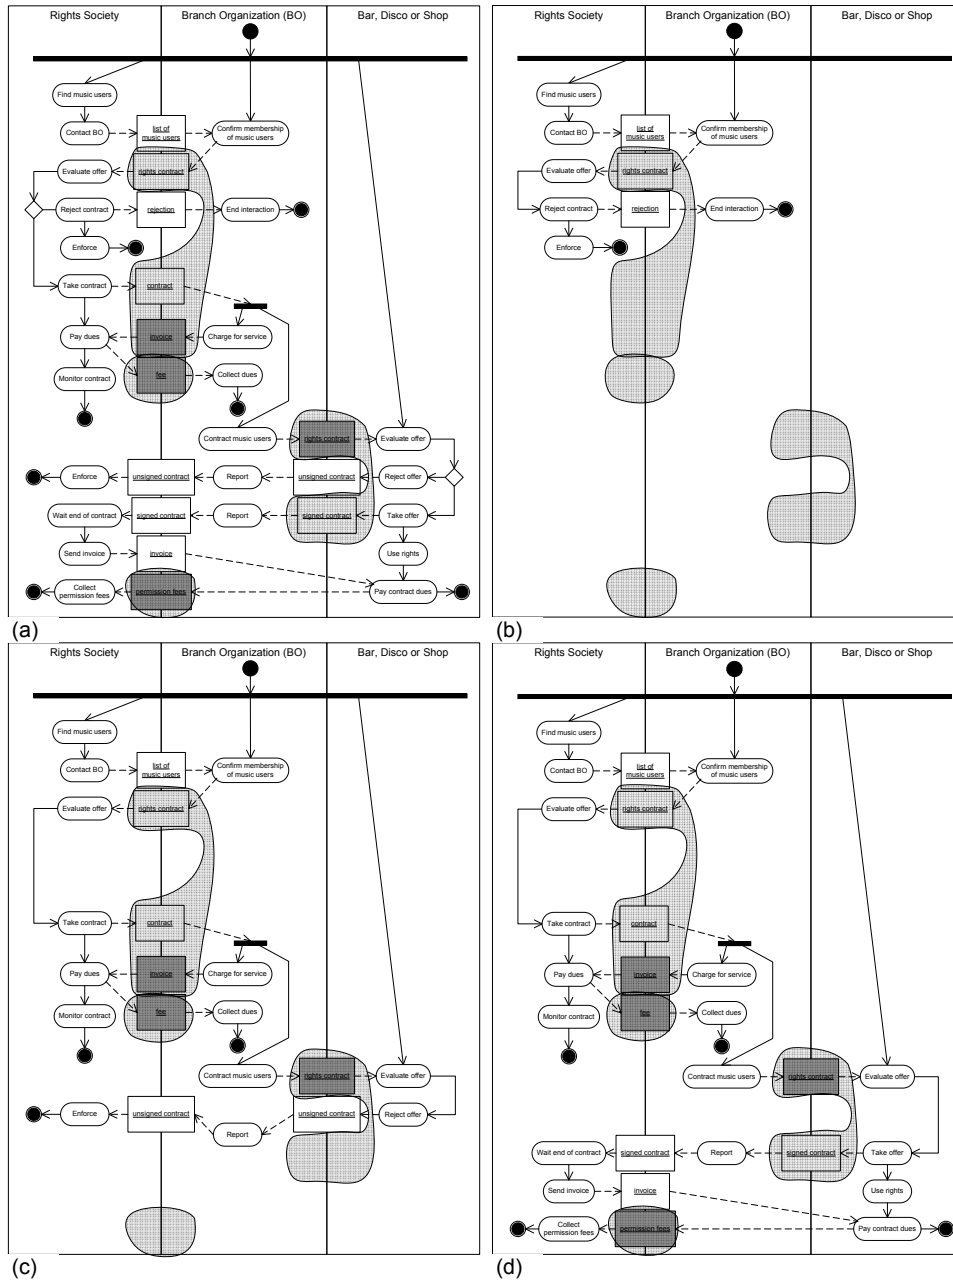 Rights Society
Branch Organization (BO)
Bar, Disco or Shop
Find music users
Contact BO
list of
music users
Confirm membership
of music users
Evaluate offer
rights contract
Reject contract
rejection
End interaction
Enforce
Take contract
contract
Pay dues
invoice
Charge for service
Monitor contract
fee
Collect dues
Contract music users
rights contract
Evaluate offer
Enforce
unsigned contract
Report
unsigned contract
Reject offer
Wait end of contract
signed contract
Report
signed contract
Take offer
Send invoice
invoice
Use rights
Collect
permission fees
permission fees
Pay contract dues
(a)
Rights Society
Branch Organization (BO)
Bar, Disco or Shop
Find music users
Contact BO
list of
music users
Confirm membership
of music users
Evaluate offer
rights contract
Reject contract
rejection
End interaction
Enforce
(b)
Rights Society
Branch Organization (BO)
Bar, Disco or Shop
Find music users
Contact BO
list of
music users
Confirm membership
of music users
Evaluate offer
rights contract
Take contract
contract
Pay dues
invoice
Charge for service
Monitor contract
fee
Collect dues
Contract music users
rights contract
Evaluate offer
Enforce
unsigned contract
Report
unsigned contract
Reject offer
(c)
Rights Society
Branch Organization (BO)
Bar, Disco or Shop
Find music users
Contact BO
list of
music users
Confirm membership
of music users
Evaluate offer
rights contract
Take contract
contract
Pay dues
invoice
Charge for service
Monitor contract
fee
Collect dues
Contract music users
rights contract
Evaluate offer
Wait end of contract
signed contract
Report
signed contract
Take offer
Send invoice
invoice
Use rights
Collect
permission fees
permission fees
Pay contract dues
(d)